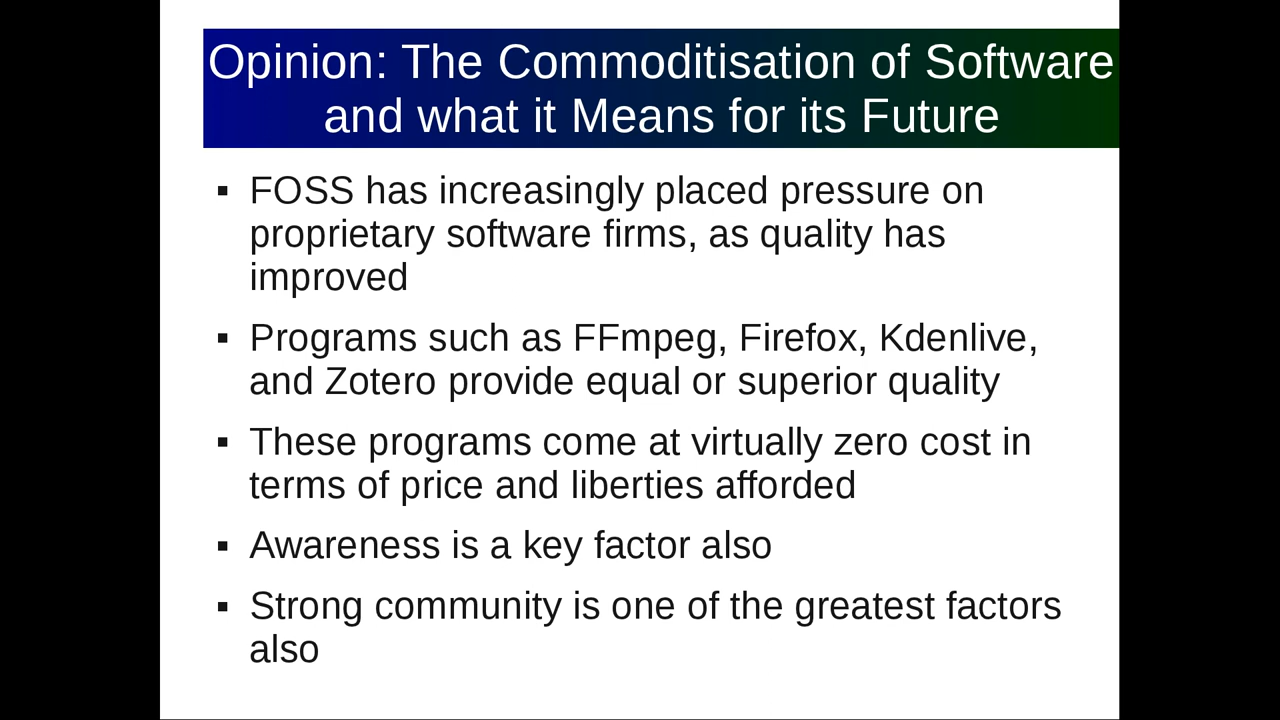 Opinion: The Commoditisation of Software
and what it Means for its Future
▪ FOSS has increasingly placed pressure on
proprietary software firms, as quality has
improved
▪ Programs such as FFmpeg, Firefox, Kdenlive,
and Zotero provide equal or superior quality
▪ These programs come at virtually zero cost in
terms of price and liberties afforded
▪ Awareness is a key factor also
▪ Strong community is one of the greatest factors
also